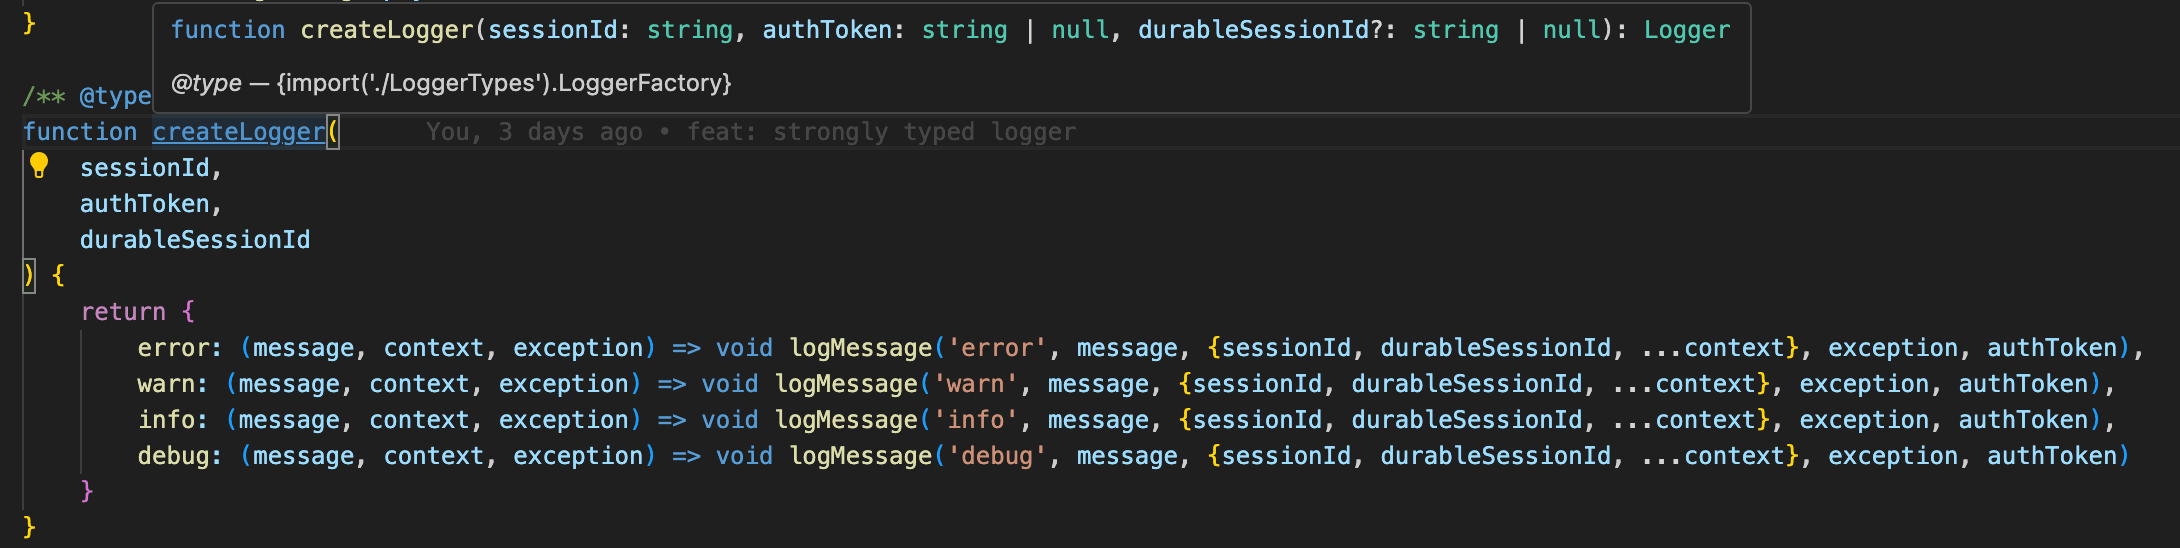 }
function createLogger(sessionId: string, authToken: string | null, durableSessionId?: string | null): Logger
@type — {import('./LoggerTypes').LoggerFactory}
/** @type
function createLogger( You, 3 days ago • feat: strongly typed logger
sessionId,
authToken,
durableSessionId
) {
return {
error: (message, context, exception) => void logMessage('error', message, {sessionId, durableSessionId, ...context}, exception, authToken),
warn: (message, context, exception) => void logMessage('warn', message, {sessionId, durableSessionId, ...context}, exception, authToken),
info: (message, context, exception) => void logMessage('info', message, {sessionId, durableSessionId, ...context}, exception, authToken),
debug: (message, context, exception) => void logMessage('debug', message, {sessionId, durableSessionId, ...context}, exception, authToken)
}
}